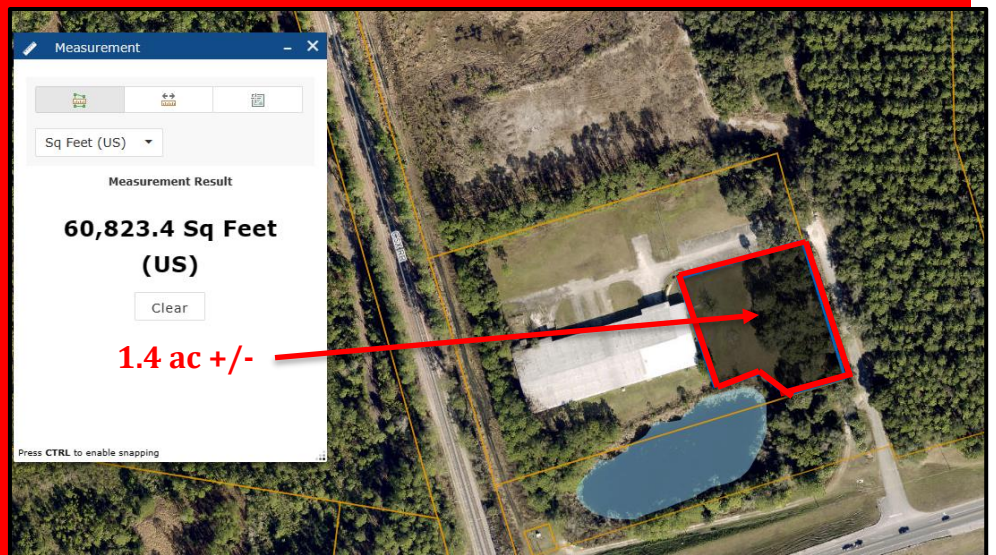 Measurement
Sq Feet (US)
Measurement Result
60,823.4 Sq Feet
(US)
Clear
1.4 ac +/-
Press CTRL to enable snapping